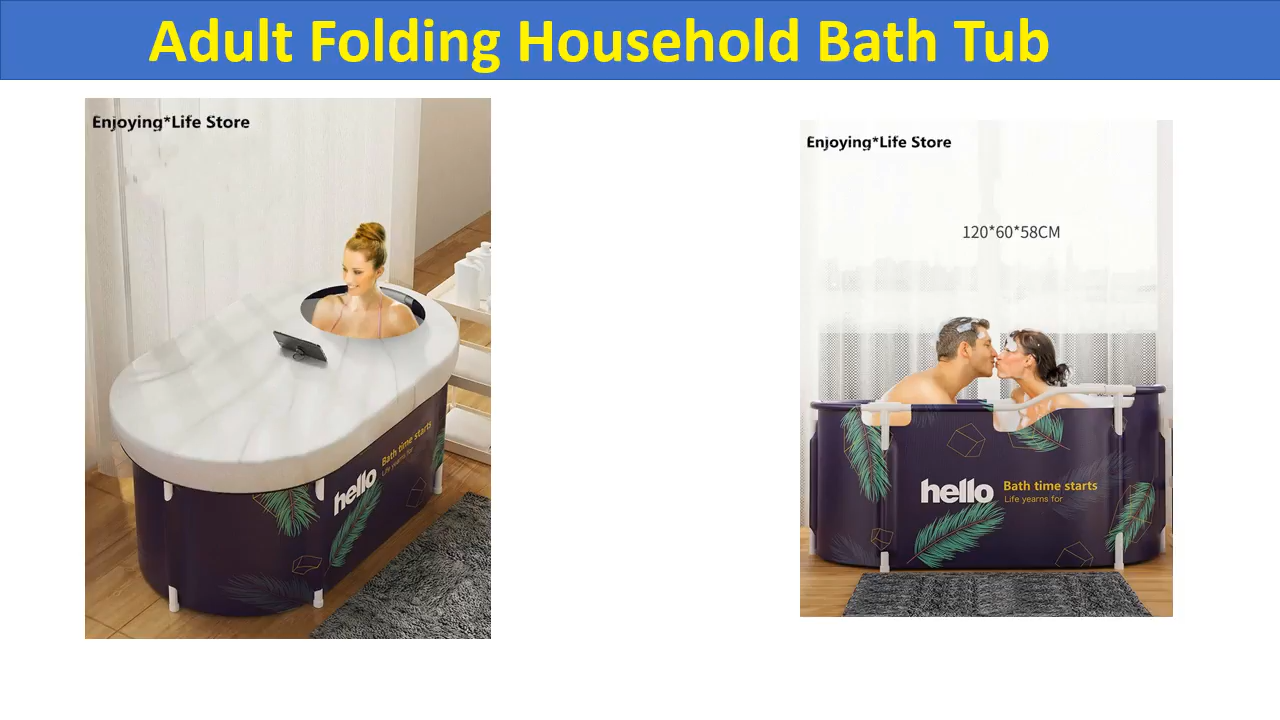 Adult Folding Household Bath Tub
Enjoying*Life Store
hello
Bath time starts
Life yearns for
Enjoying*Life Store
120*60*58CM
hello
Bath time starts
Life yearns for